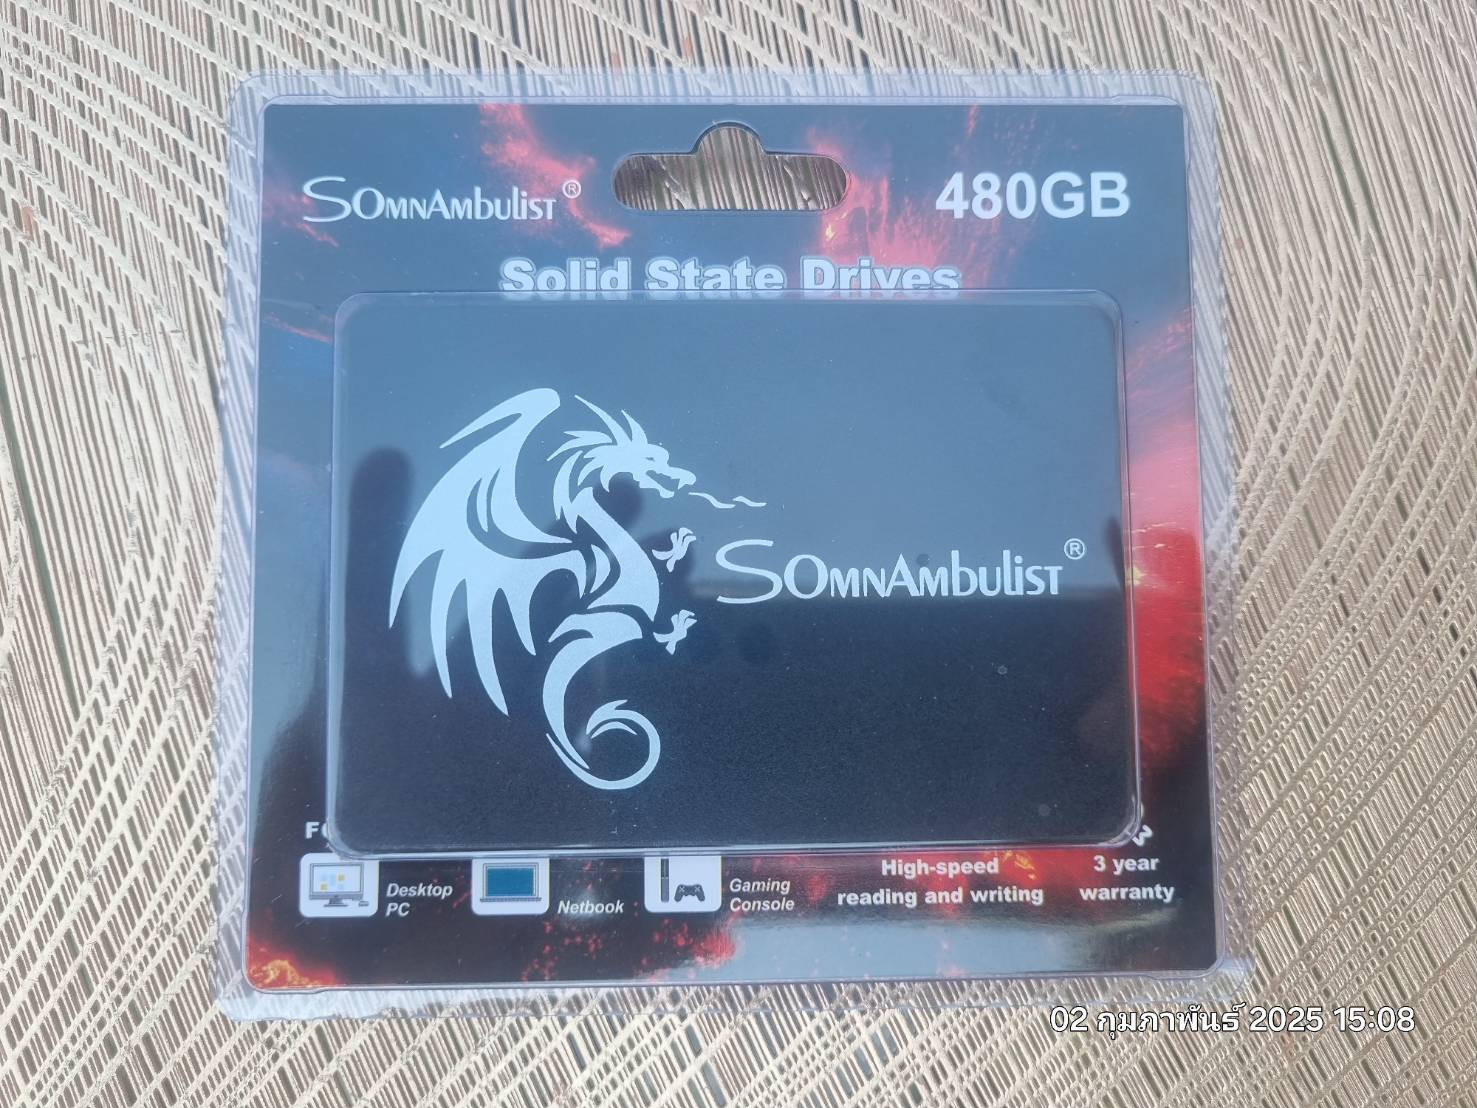 SOMNAMBULIST®
480GB
Solid State Drives
SOMNAMBULIST®
Desktop
PC
Netbook
Gaming
Console
High-speed
reading and writing
3 year
warranty
02 กุมภาพันธ์ 2025 15:08